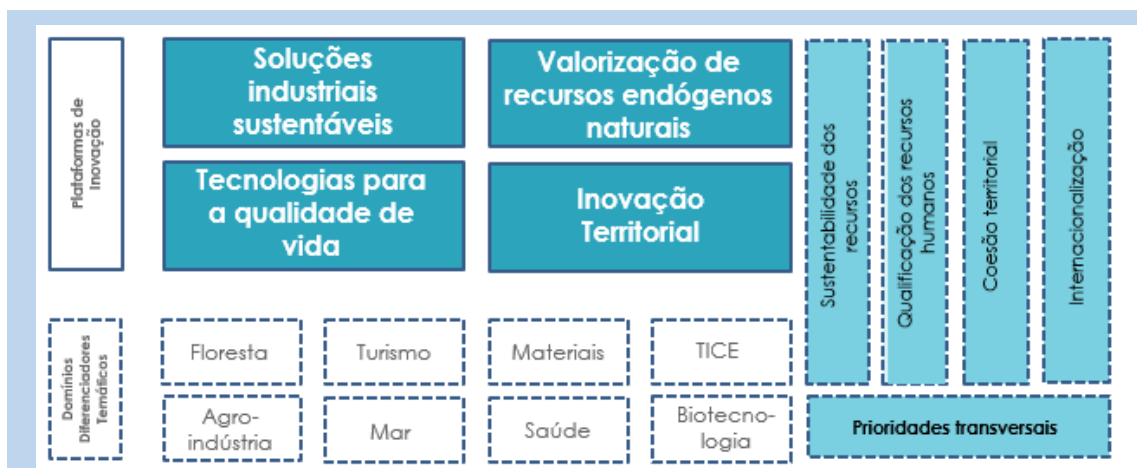 Plataformas de
Inovação
Soluções
industriais
sustentáveis
Valorização de
recursos endógenos
naturais
Tecnologias para
a qualidade de
vida
Inovação
Territorial
Sustentabilidade dos
recursos
Qualificação dos recursos
humanos
Coesão territorial
Internacionalização
Domínios
Diferenciadores
Temáticos
Floresta
Turismo
Materiais
TICE
Agro-
indústria
Mar
Saúde
Biotecno-
logia
Prioridades transversais